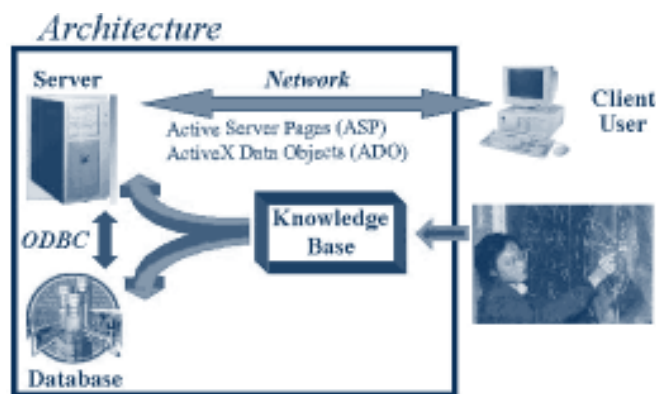 Architecture
Server
Network
Client
User
Active Server Pages (ASP)
ActiveX Data Objects (ADO)
Knowledge
Base
ODBC
Database